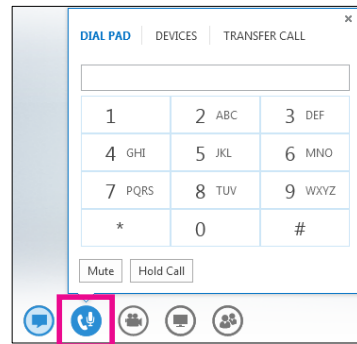 ×
DIAL PAD DEVICES TRANSFER CALL
1 2 ABC 3 DEF
4 GHI 5 JKL 6 MNO
7 PQRS 8 TUV 9 WXYZ
* 0 #
Mute Hold Call